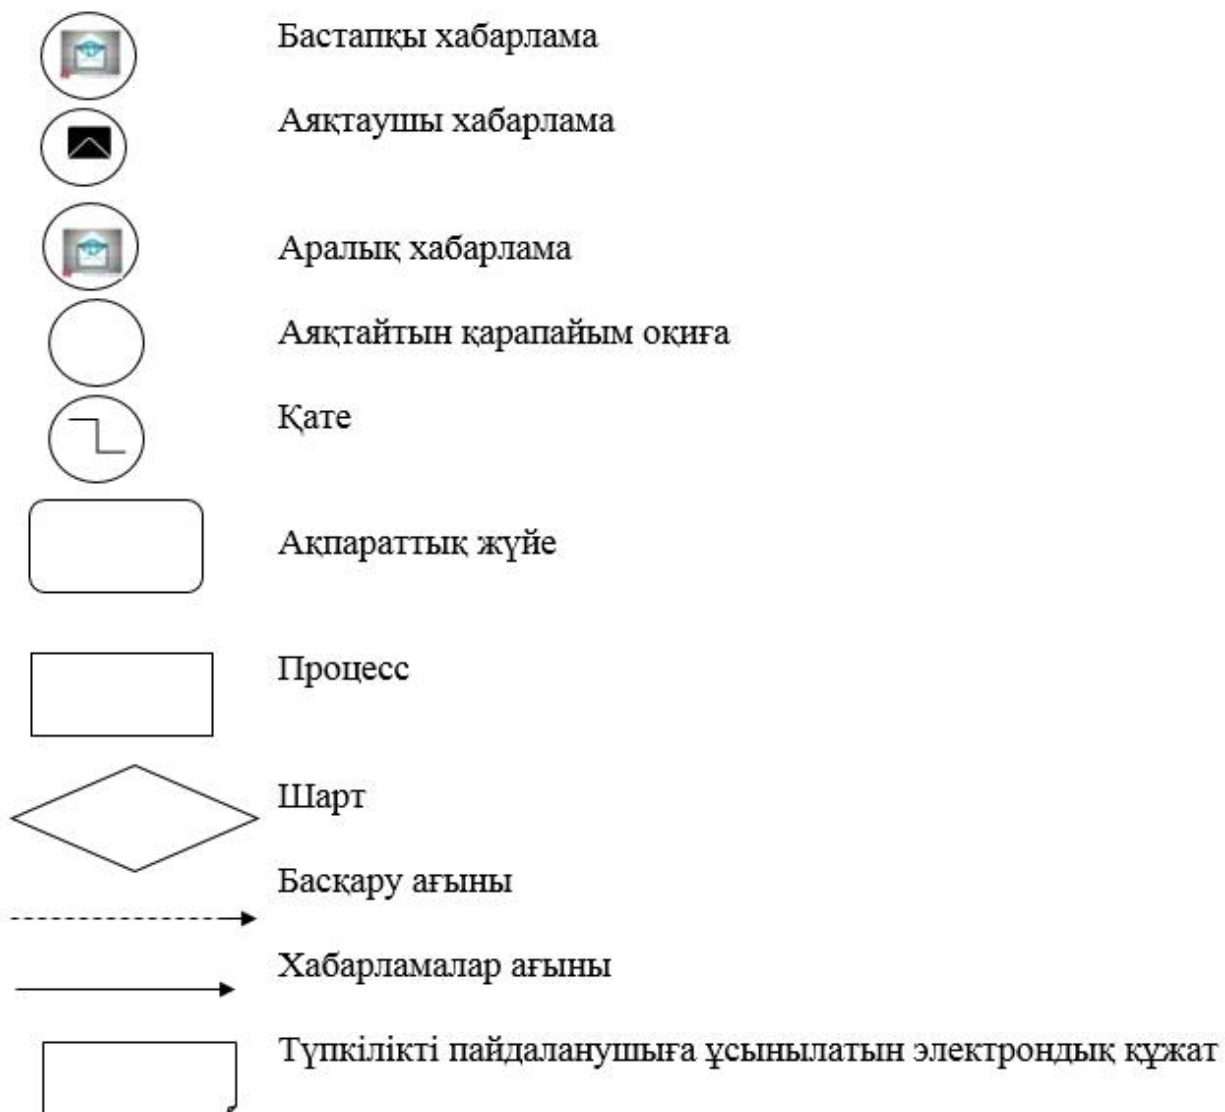 Бастапқы хабарлама
Аяқтаушы хабарлама
Аралық хабарлама
Аяқтайтын қарапайым оқиға
Қате
Ақпараттық жүйе
Процесс
Шарт
Басқару ағыны
Хабарламалар ағыны
Түпкілікті пайдаланушыға ұсынылатын электрондық құжат